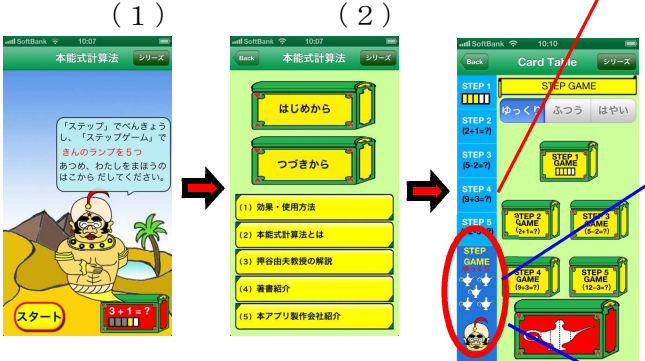 （１）
（２）
SoftBank 10:07
本能式計算法
シリーズ
「ステップ」でべんきょう
し、「ステップゲーム」で
きんのランプを５つ
あつめ、わたしをまほうの
はこから だしてください。
スタート
3＋1＝？
SoftBank 10:07
Back
本能式計算法
シリーズ
はじめから
つづきから
(1) 効果・使用方法
(2) 本能式計算法とは
(3) 押谷由夫教授の解説
(4) 著書紹介
(5) 本アプリ製作会社紹介
SoftBank 10:10
Back
Card Table
シリーズ
STEP 1
STEP 2
(2+1=?)
STEP 3
(5-2=?)
STEP 4
(9+3=?)
STEP 5
STEP
GAME
ゆっくり
STEP GAME
ゆっくり
ふつう
はやい
STEP 1
GAME
STEP 2
GAME
(2+1=?)
STEP 3
GAME
(5-2=?)
STEP 4
GAME
(9+3=?)
STEP 5
GAME
(12-3=?)